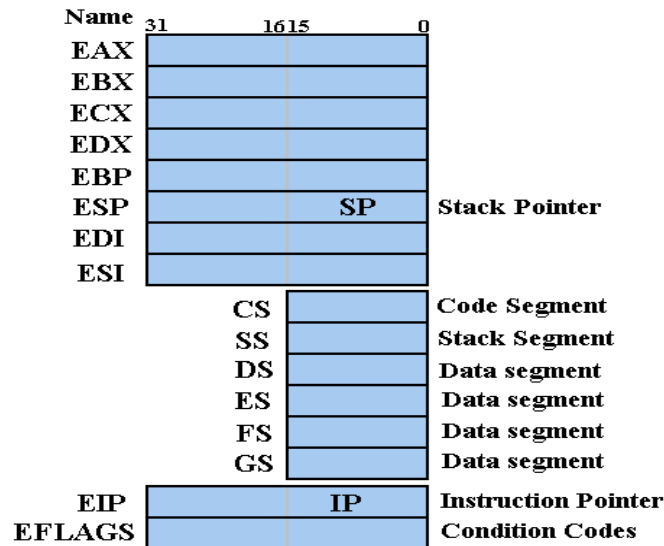 Name 31 1615 0
EAX
EBX
ECX
EDX
EBP
ESP SP Stack Pointer
EDI
ESI
CS Code Segment
SS Stack Segment
DS Data segment
ES Data segment
FS Data segment
GS Data segment
EIP IP Instruction Pointer
EFLAGS Condition Codes